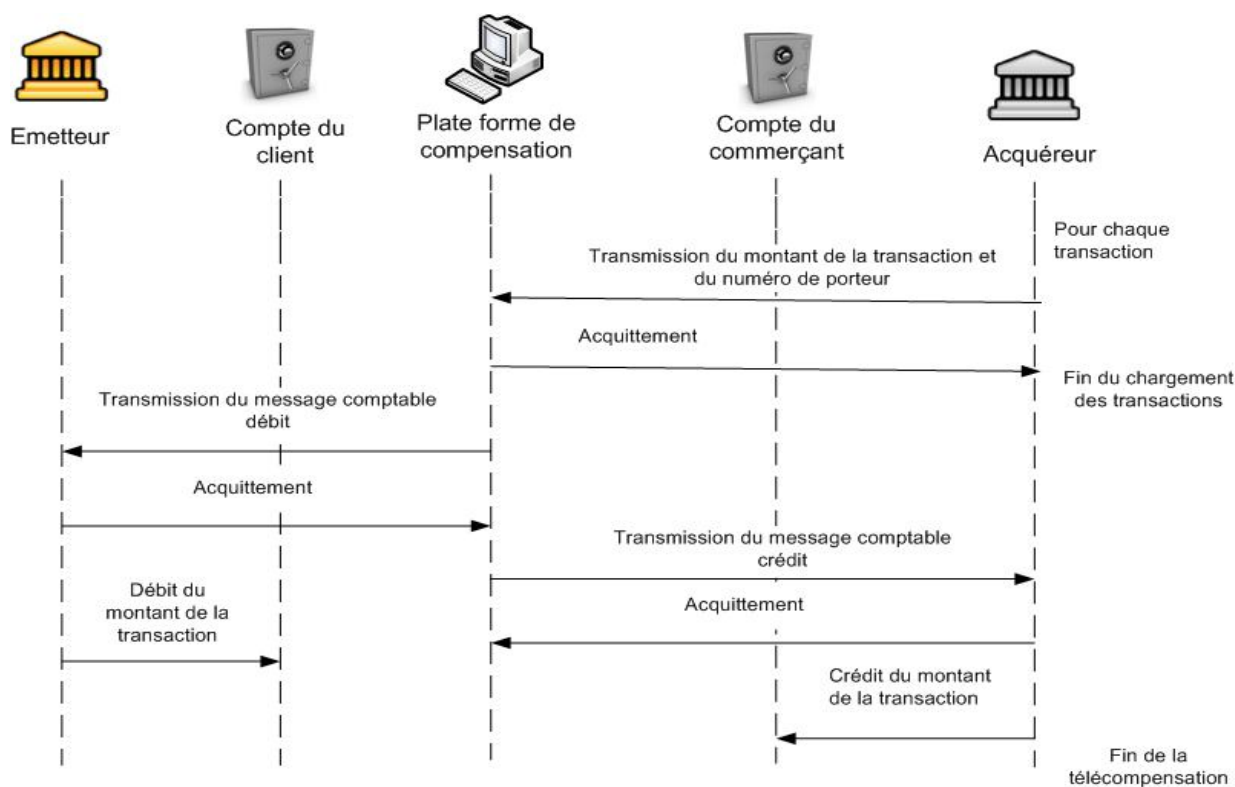 Emetteur
Compte du
client
Plate forme de
compensation
Compte du
commerçant
Acquéreur
Pour chaque
transaction
Transmission du montant de la transaction et
du numéro de porteur
Acquittement
Fin du chargement
des transactions
Transmission du message comptable
débit
Acquittement
Transmission du message comptable
crédit
Débit du
montant de la
transaction
Acquittement
Crédit du montant
de la transaction
Fin de la
télécompensation